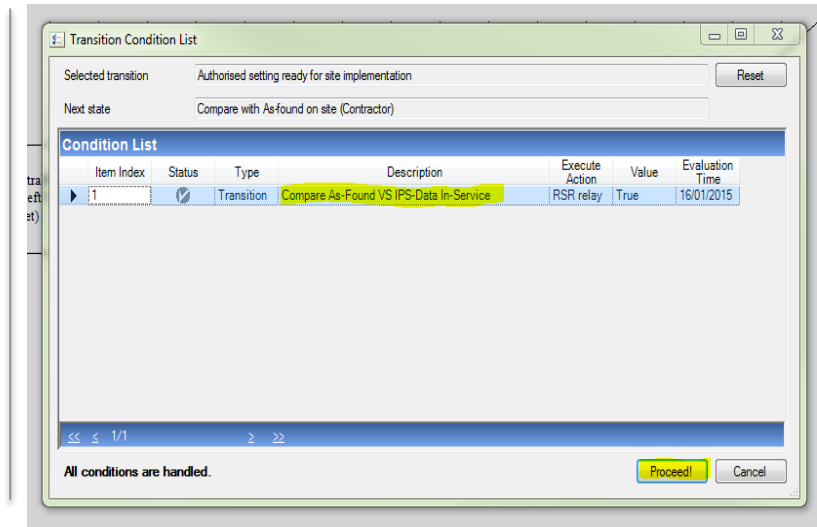 Transition Condition List
Selected transition Authorised setting ready for site implementation Reset
Next state Compare with As-found on site (Contractor)
Condition List
Item Index Status Type Description Execute Action Value Evaluation Time
1 Transition Compare As-Found VS IPS-Data In-Service RSR relay True 16/01/2015
tra
eft
et)
<< < 1/1 > >>
All conditions are handled. Proceed! Cancel